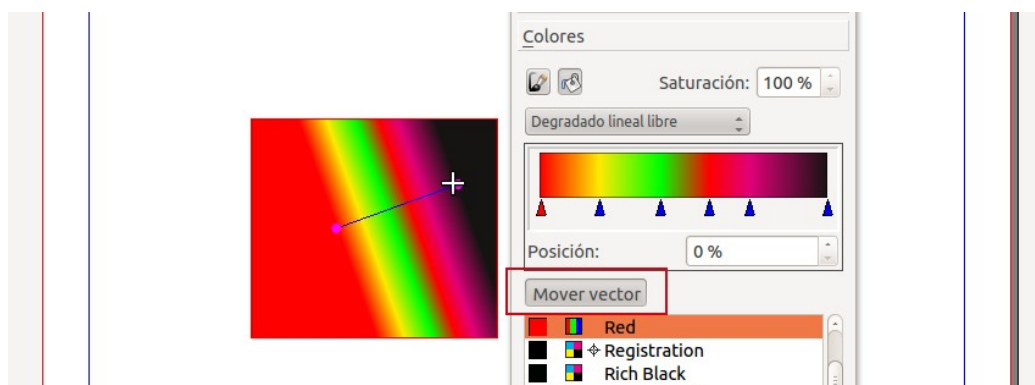 Colores
Saturación: 100 %
Degradado lineal libre
Posición: 0 %
Mover vector
Red
Registration
Rich Black